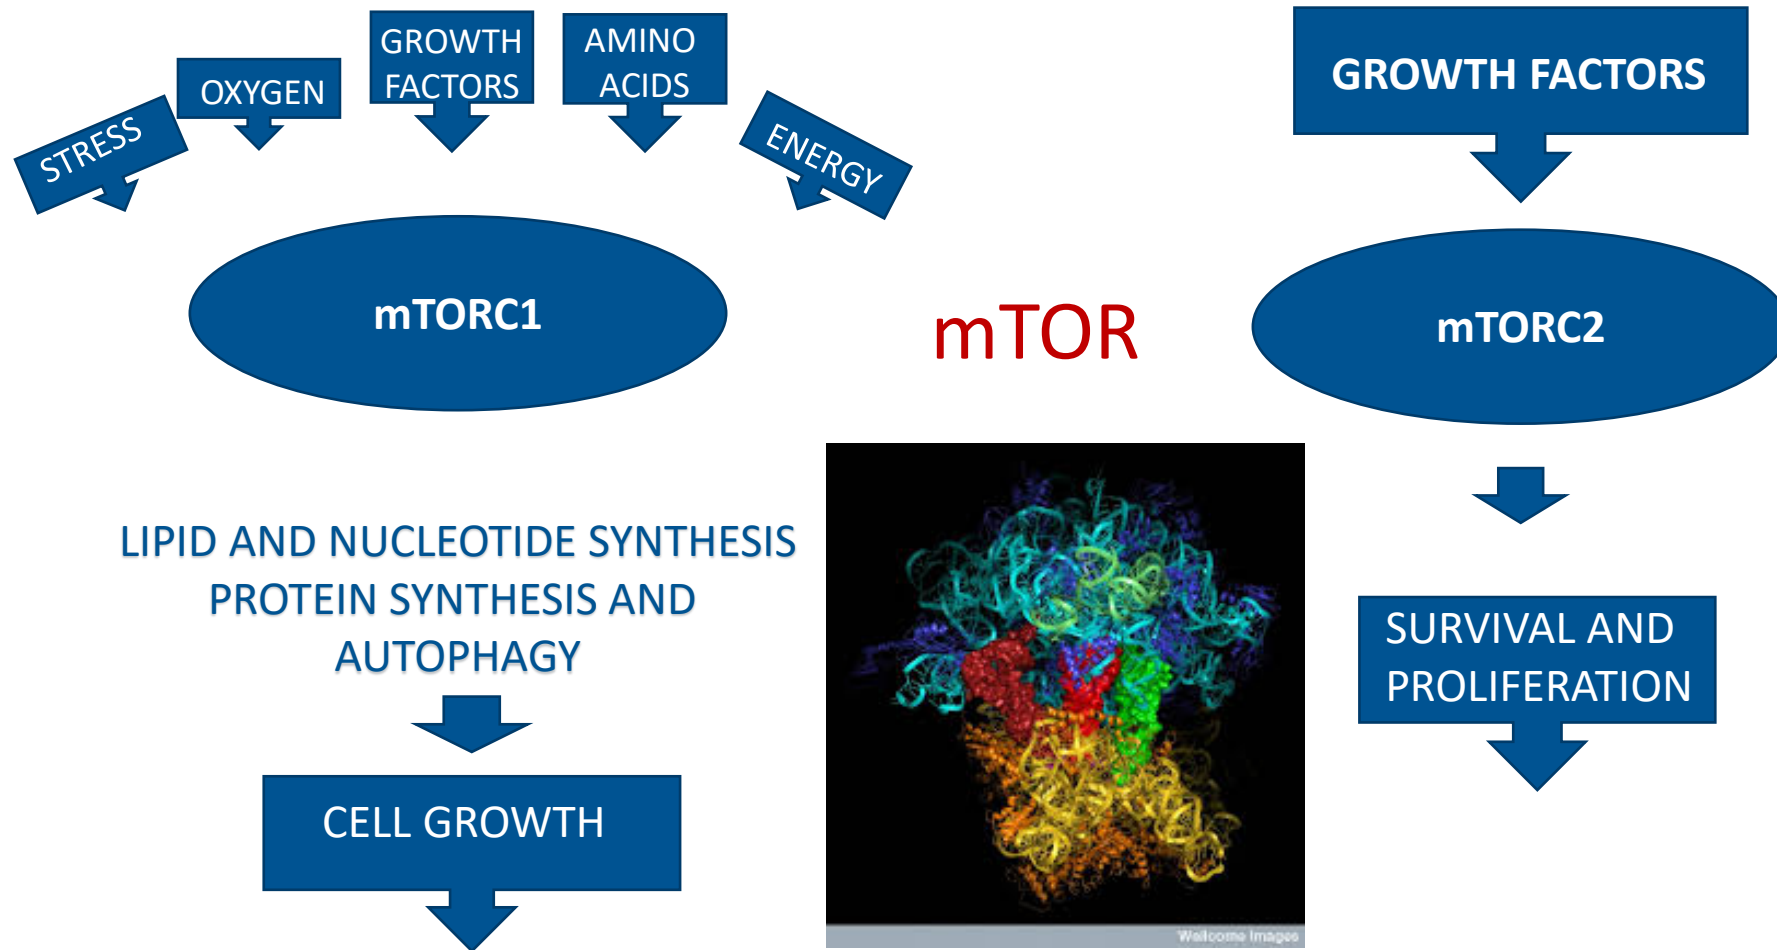 STRESS
OXYGEN
GROWTH
FACTORS
AMINO
ACIDS
ENERGY
GROWTH FACTORS
mTORC1
mTOR
mTORC2
LIPID AND NUCLEOTIDE SYNTHESIS
PROTEIN SYNTHESIS AND
AUTOPHAGY
CELL GROWTH
SURVIVAL AND
PROLIFERATION
Wellcome Images